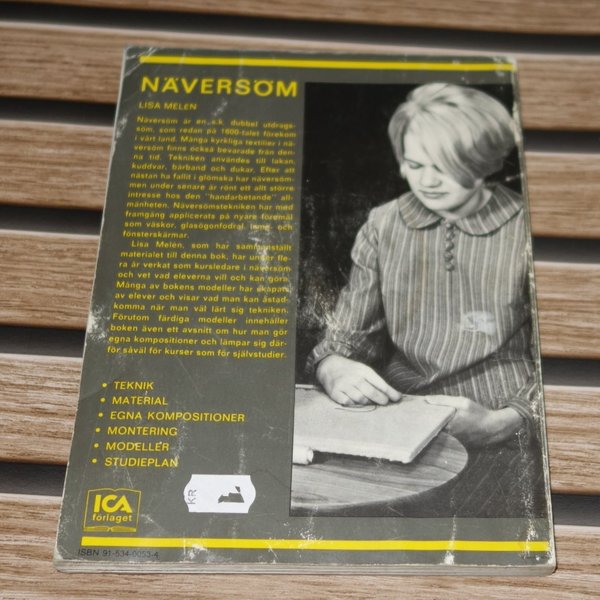 NÄVERSÖM
LISA MELEN
Näversöm är en s.k. dubbel utdrags-
söm, som redan på 1600-talet förekom
i vårt land. Många kyrkliga textilier i nä-
versöm finns också bevarade från den-
na tid. Tekniken användes till lakan,
kuddvar, bårband och dukar. Efter att
nästan ha fallit i glömska har näversöm-
men under senare år rönt ett allt större
intresse hos den "handarbetande" all-
mänheten. Näversömstekniken har med
framgång applicerats på nyare föremål
som väskor, glasögonfodral, lamp- och
fönsterskärmar.
Lisa Melén, som har sammanställt
materialet till denna bok, har under fle-
ra år verkat som kursledare i näversöm
och vet vad eleverna vill och kan göra.
Många av bokens modeller har skapats
av elever och visar vad man kan åstad-
komma när man väl lärt sig tekniken.
Förutom färdiga modeller innehåller
boken även ett avsnitt om hur man gör
egna kompositioner och lämpar sig där-
för såväl för kurser som för självstudier.
• TEKNIK
• MATERIAL
• EGNA KOMPOSITIONER
• MONTERING
• MODELLER
• STUDIEPLAN
KR
ICA
förlaget
ISBN 91-534-0053-4